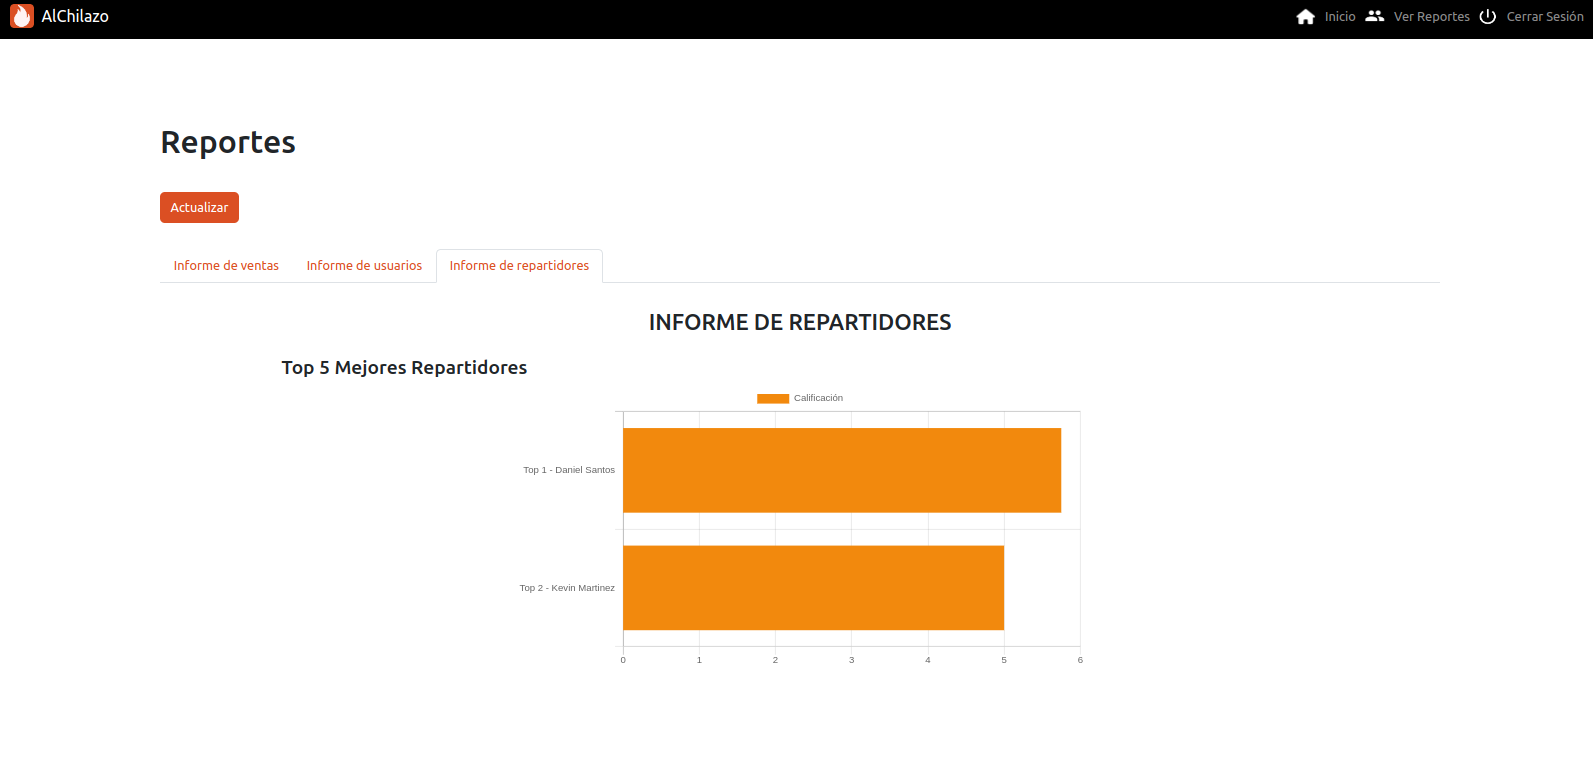 AlChilazo
Inicio
Ver Reportes
Cerrar Sesión
Reportes
Actualizar
Informe de ventas
Informe de usuarios
Informe de repartidores
INFORME DE REPARTIDORES
Top 5 Mejores Repartidores
Calificación
Top 1 - Daniel Santos
Top 2 - Kevin Martinez
0 1 2 3 4 5 6